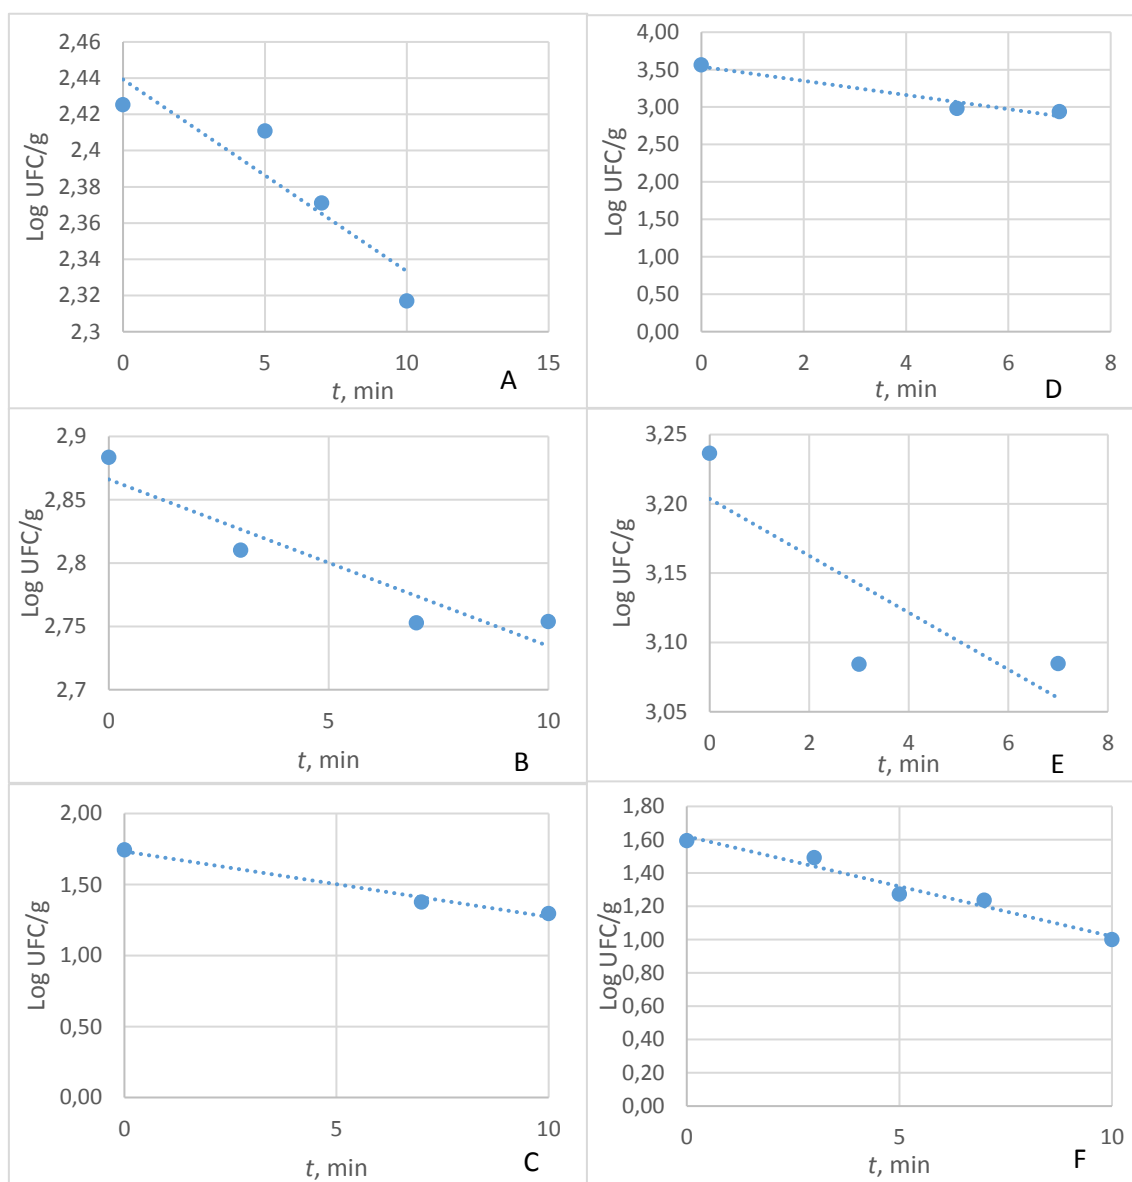 2,46
2,44
2,42
2,4
2,38
2,36
2,34
2,32
2,3
Log UFC/g
0 5 10 15
t, min
A
4,00
3,50
3,00
2,50
2,00
1,50
1,00
0,50
0,00
Log UFC/g
0 2 4 6 8
t, min
D
2,9
2,85
2,8
2,75
2,7
Log UFC/g
0 5 10
t, min
B
3,25
3,20
3,15
3,10
3,05
Log UFC/g
0 2 4 6 8
t, min
E
2,00
1,50
1,00
0,50
0,00
Log UFC/g
0 5 10
t, min
C
1,80
1,60
1,40
1,20
1,00
0,80
0,60
0,40
0,20
0,00
Log UFC/g
0 5 10
t, min
F